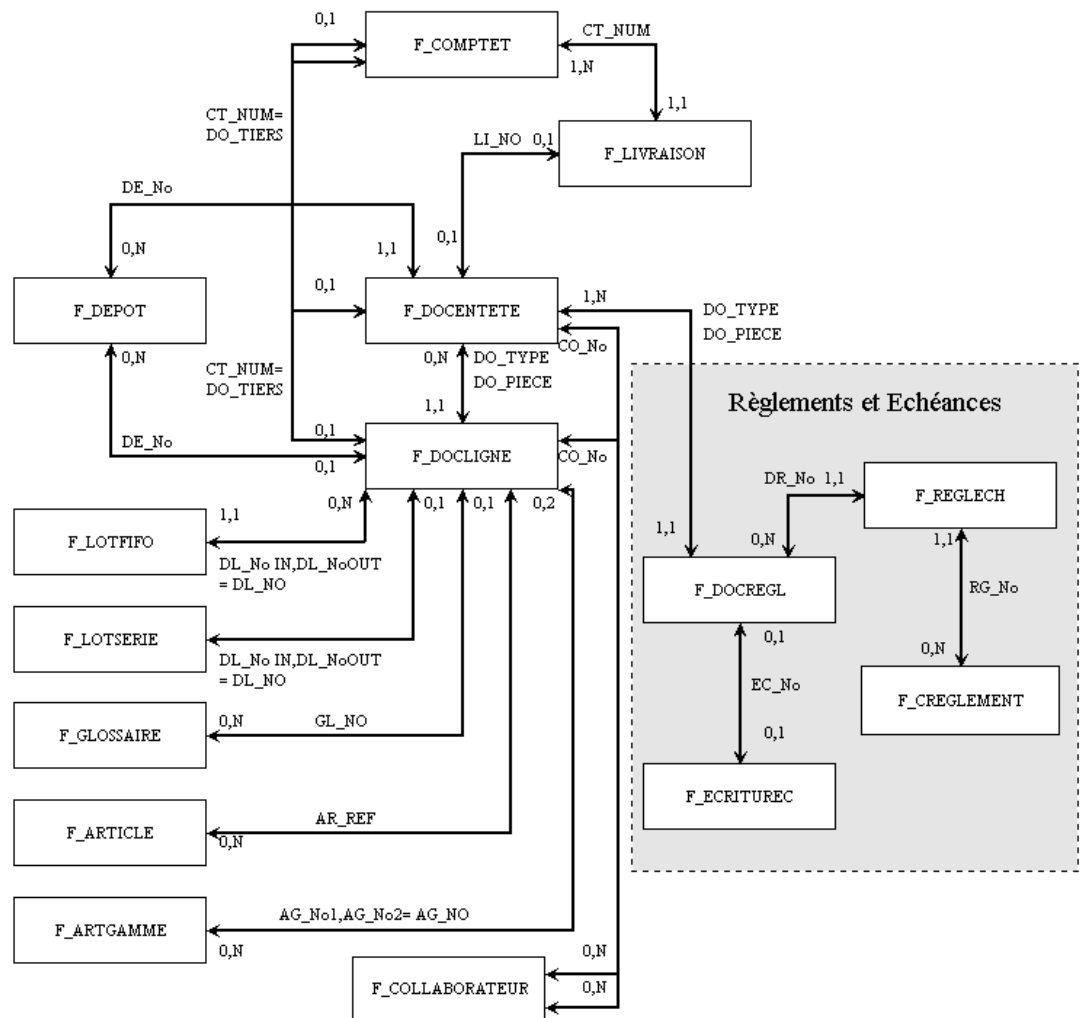 0,1
F_COMPTET
CT_NUM
1,N
CT_NUM=
DO_TIERS
1,1
LI_NO 0,1
F_LIVRAISON
DE_No
0,N
1,1
0,1
F_DEPOT
0,1
F_DOCENTETE
1,N
DO_TYPE
DO_PIECE
0,N
0,N
DO_TYPE
DO_PIECE
CO_No
CT_NUM=
DO_TIERS
1,1
Règlements et Echéances
DE_No
0,1
0,1
F_DOCLIGNE
CO_No
DR_No 1,1
F_REGLECH
0,N
0,1
0,1
0,2
1,1
F_LOTFIFO
DL_No IN,DL_NoOUT
= DL_NO
1,1
0,N
1,1
F_DOCREGL
RG_No
F_LOTSERIE
DL_No IN,DL_NoOUT
= DL_NO
0,1
0,N
EC_No
F_CREGLEMENT
F_GLOSSAIRE
0,N
GL_NO
0,1
F_ECRITUREC
F_ARTICLE
0,N
AR_REF
F_ARTGAMME
AG_No1,AG_No2= AG_NO
0,N
0,N
F_COLLABORATEUR
0,N